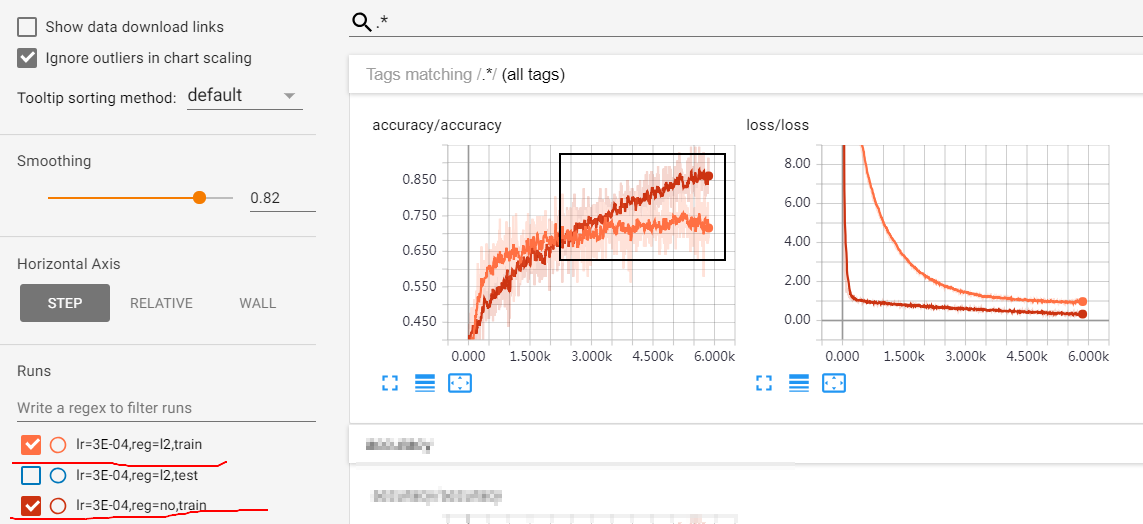 Show data download links
Ignore outliers in chart scaling
Tooltip sorting method: default
Smoothing
0.82
Horizontal Axis
STEP RELATIVE WALL
Runs
Write a regex to filter runs
lr=3E-04,reg=l2,train
lr=3E-04,reg=l2,test
lr=3E-04,reg=no,train
.*
Tags matching /.*/ (all tags)
accuracy/accuracy
0.850
0.750
0.650
0.550
0.450
0.000 1.500k 3.000k 4.500k 6.000k
loss/loss
8.00
6.00
4.00
2.00
0.00
0.000 1.500k 3.000k 4.500k 6.000k
accuracy
accuracy/accuracy